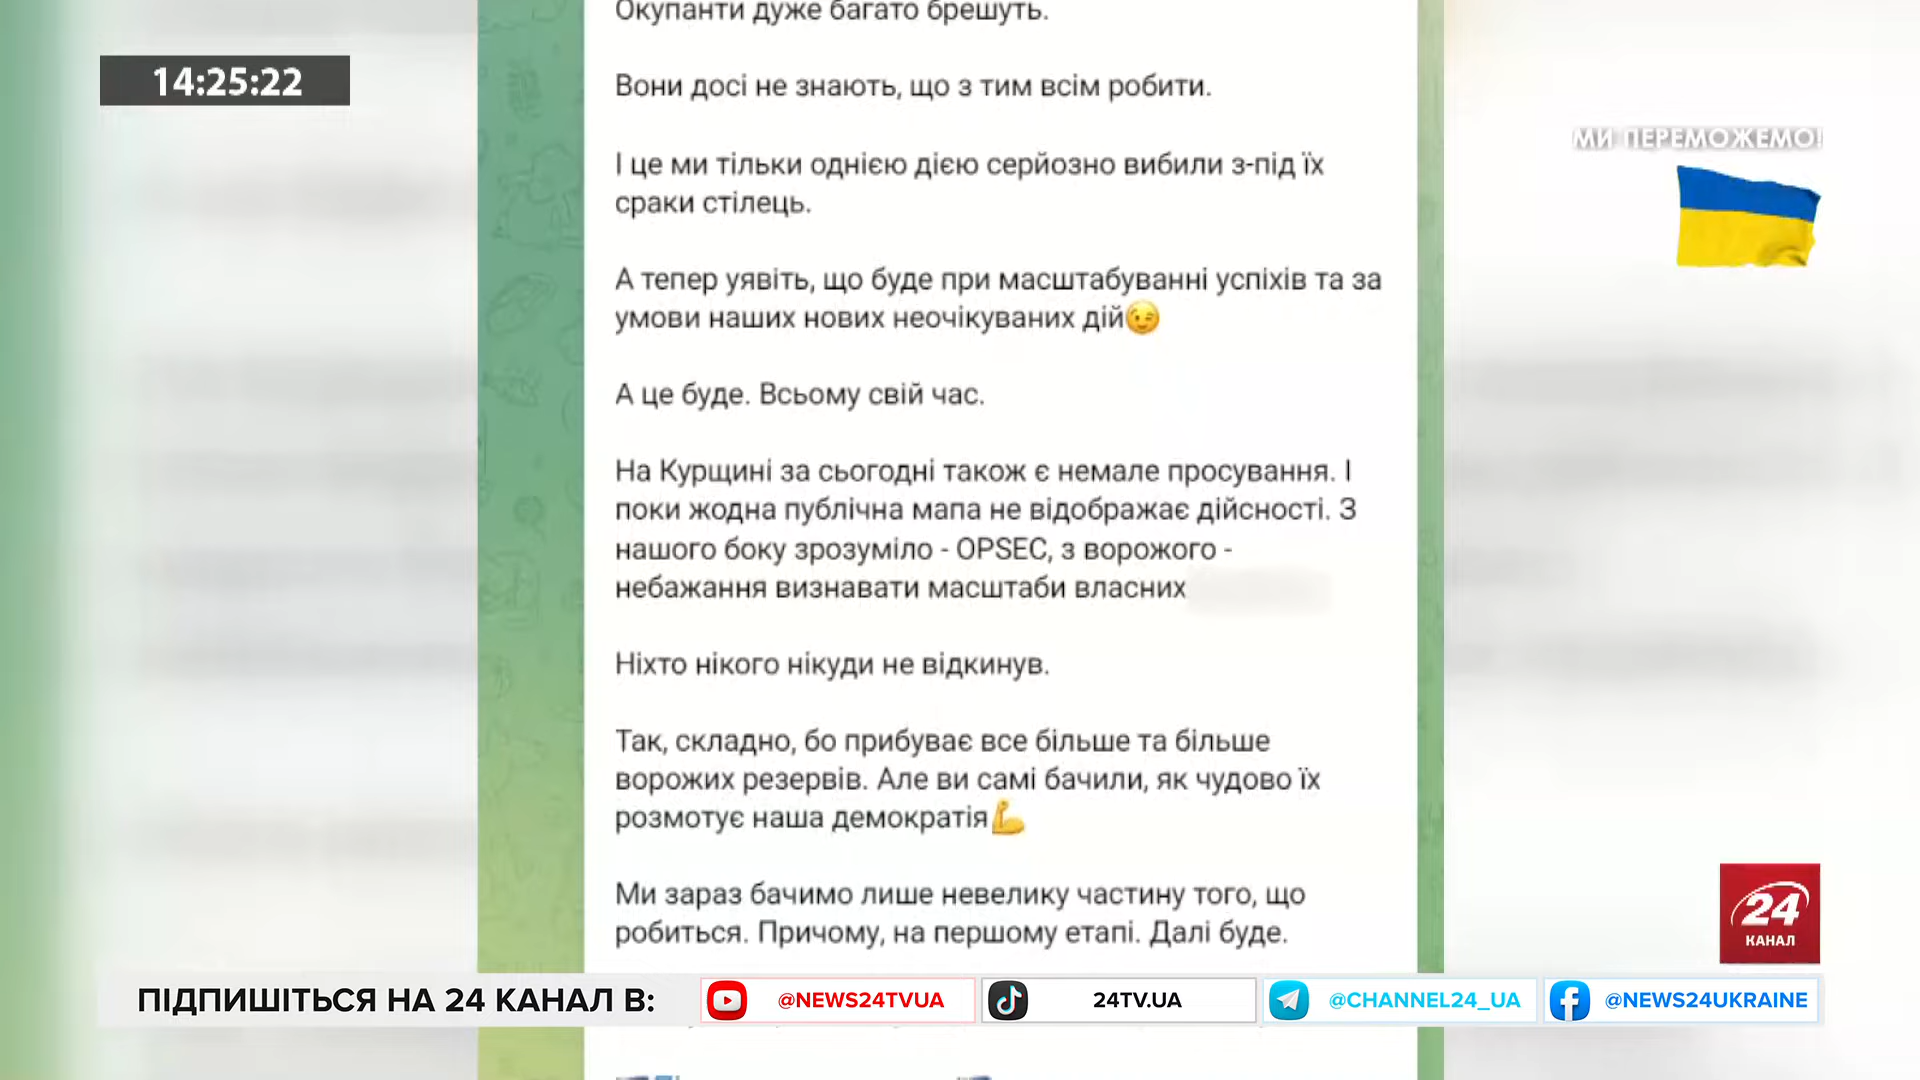 Окупанти дуже багато брешуть.
14:25:22
Вони досі не знають, що з тим всім робити.
МИ ПЕРЕМОЖЕМО!
І це ми тільки однією дією серйозно вибили з-під їх
сраки стілець.
А тепер уявіть, що буде при масштабуванні успіхів та за
умови наших нових неочікуваних дій😉
А це буде. Всьому свій час.
На Курщині за сьогодні також є немале просування. І
поки жодна публічна мапа не відображає дійсності. З
нашого боку зрозуміло - OPSEC, з ворожого -
небажання визнавати масштаби власних
Ніхто нікого нікуди не відкинув.
Так, складно, бо прибуває все більше та більше
ворожих резервів. Але ви самі бачили, як чудово їх
розмотує наша демократія💪
Ми зараз бачимо лише невелику частину того, що
робиться. Причому, на першому етапі. Далі буде.
24
КАНАЛ
ПІДПИШІТЬСЯ НА 24 КАНАЛ В:
@NEWS24TVUA
24TV.UA
@CHANNEL24_UA
@NEWS24UKRAINE